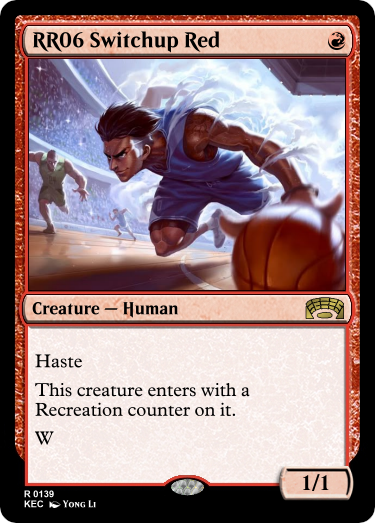 RR06 Switchup Red
Creature — Human
Haste
This creature enters with a
Recreation counter on it.
W
1/1
R 0139
KEC Yong Li